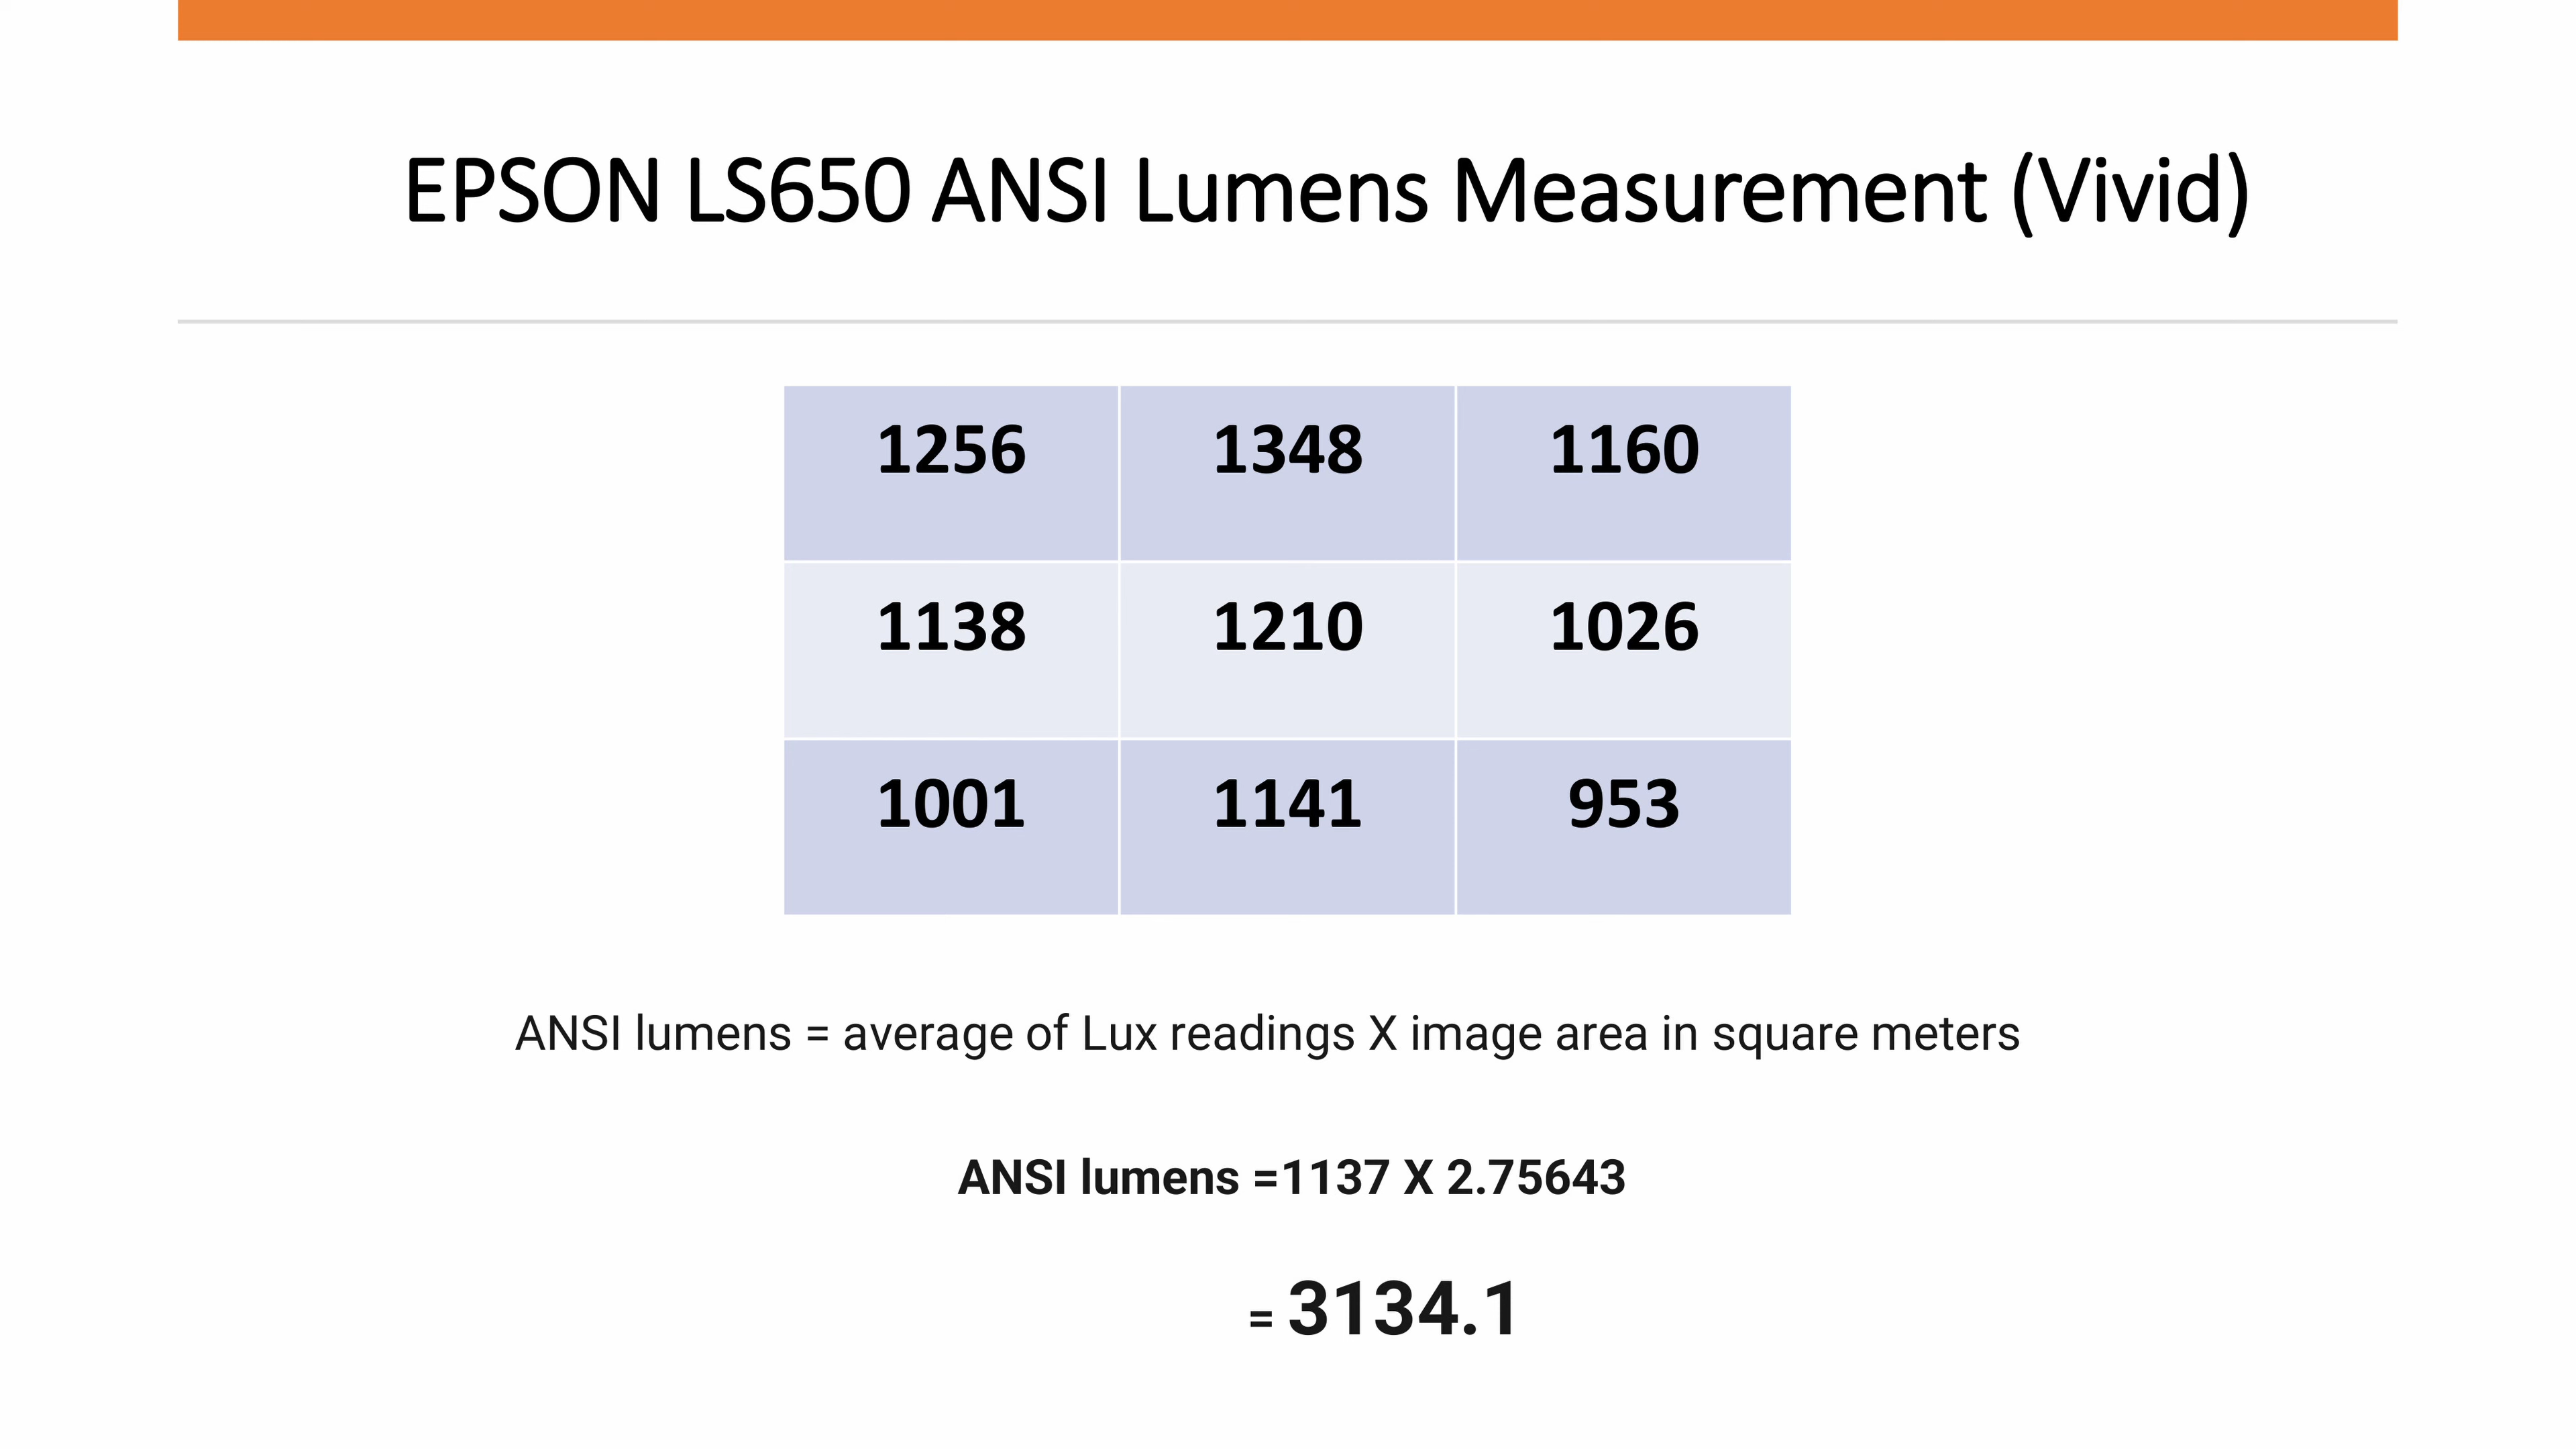 EPSON LS650 ANSI Lumens Measurement (Vivid)
1256 1348 1160
1138 1210 1026
1001 1141 953
ANSI lumens = average of Lux readings X image area in square meters
ANSI lumens =1137 X 2.75643
= 3134.1